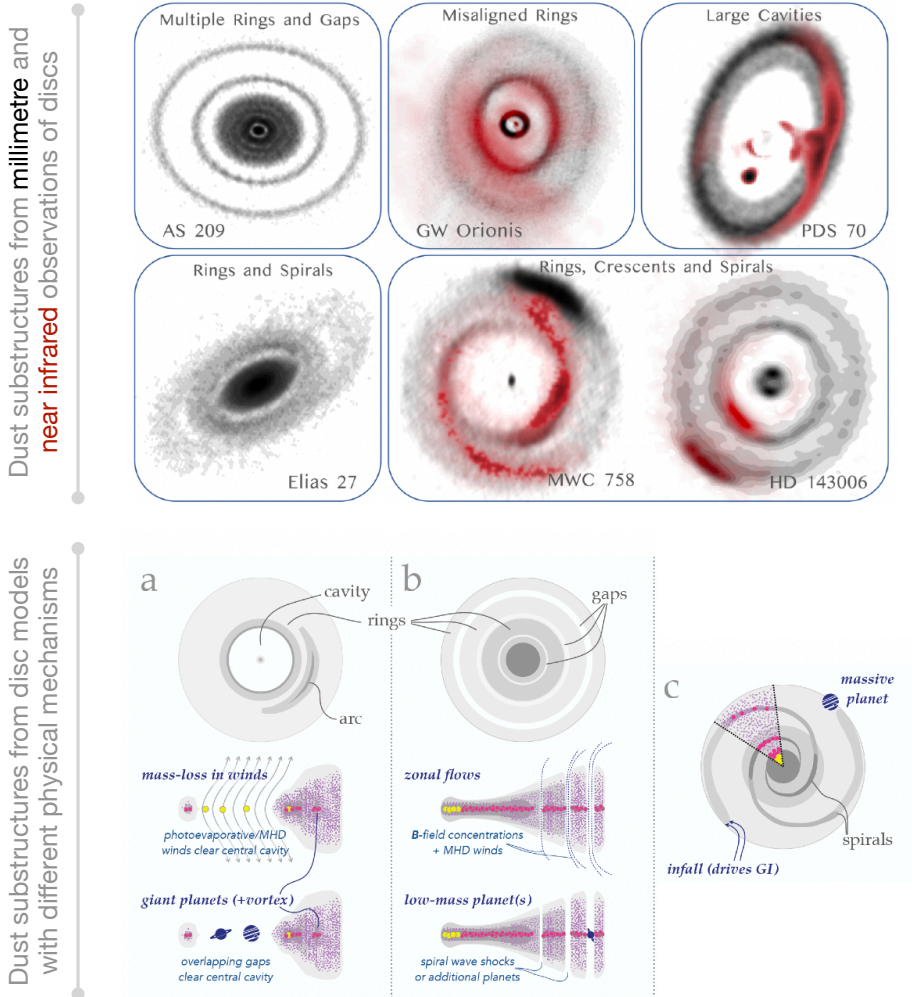 Dust substructures from millimetre and
near infrared observations of discs
Multiple Rings and Gaps
AS 209
Misaligned Rings
GW Orionis
Large Cavities
PDS 70
Rings and Spirals
Elias 27
Rings, Crescents and Spirals
MWC 758
HD 143006
Dust substructures from disc models
with different physical mechanisms
a
cavity
rings
arc
mass-loss in winds
photoevaporative/MHD
winds clear central cavity
giant planets (+vortex)
overlapping gaps
clear central cavity
b
gaps
zonal flows
B-field concentrations
+ MHD winds
low-mass planet(s)
spiral wave shocks
or additional planets
c
massive
planet
spirals
infall (drives GI)